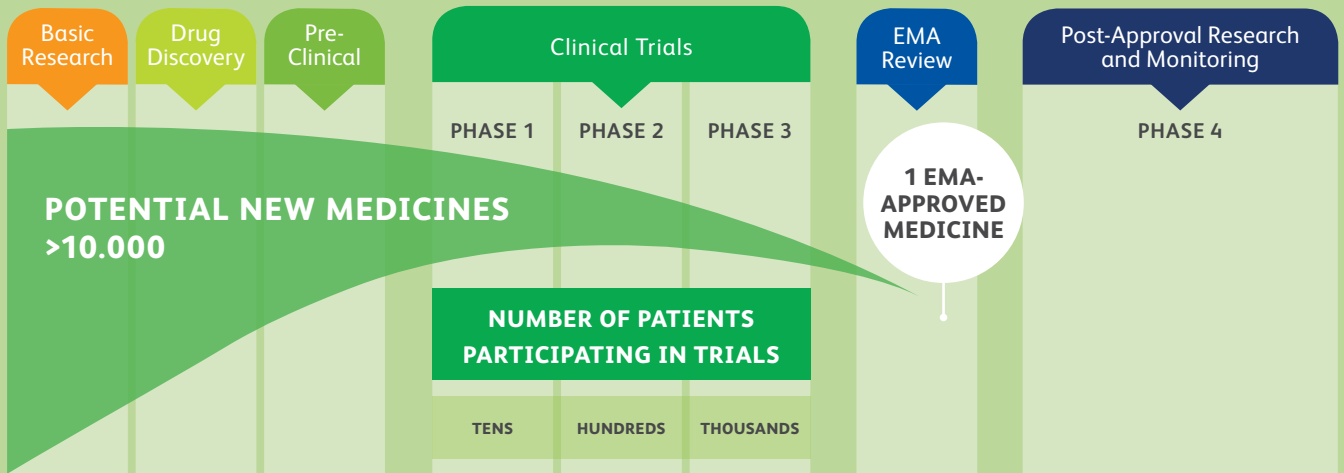 Basic
Research
Drug
Discovery
Pre-
Clinical
Clinical Trials
EMA
Review
Post-Approval Research
and Monitoring
PHASE 1
PHASE 2
PHASE 3
PHASE 4
POTENTIAL NEW MEDICINES
>10.000
1 EMA-
APPROVED
MEDICINE
NUMBER OF PATIENTS
PARTICIPATING IN TRIALS
TENS
HUNDREDS
THOUSANDS